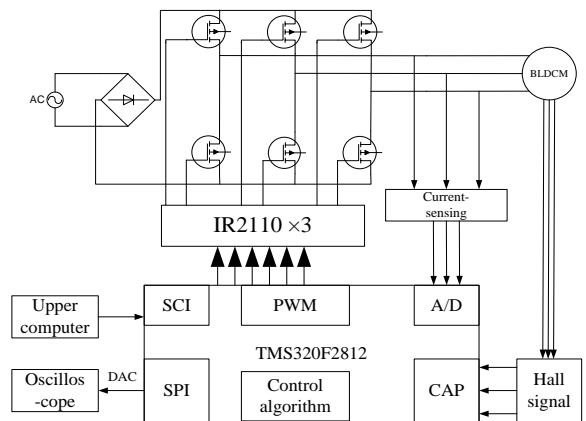 AC
BLDCM
Current-
sensing
IR2110 ×3
Upper
computer
SCI
PWM
A/D
TMS320F2812
Oscillos
-cope
DAC
SPI
Control
algorithm
CAP
Hall
signal